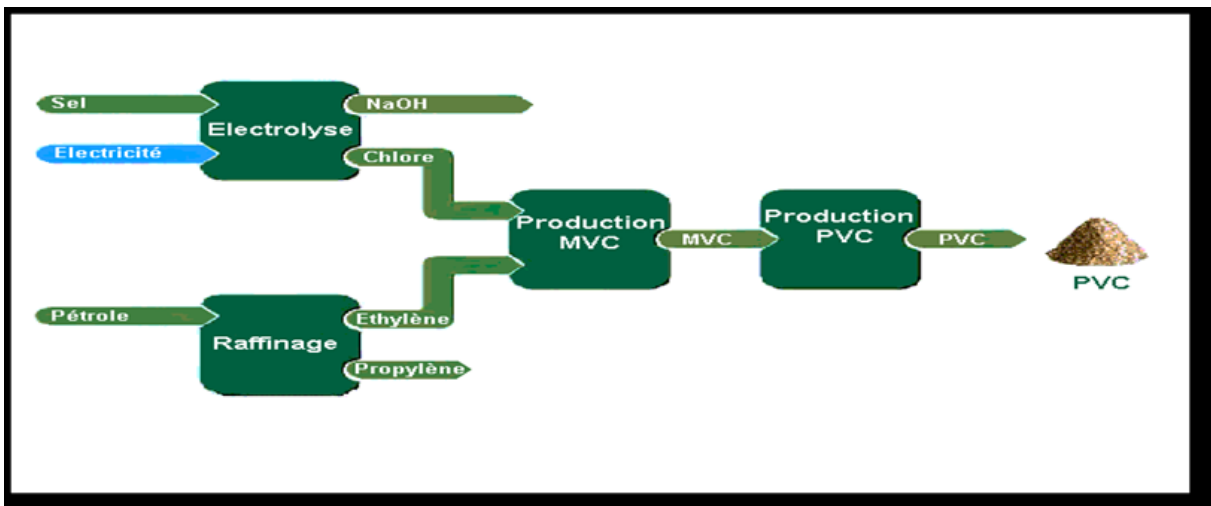 Sel
NaOH
Electrolyse
Electricité
Chlore
Production
MVC
MVC
Production
PVC
PVC
PVC
Pétrole
Ethylène
Raffinage
Propylène